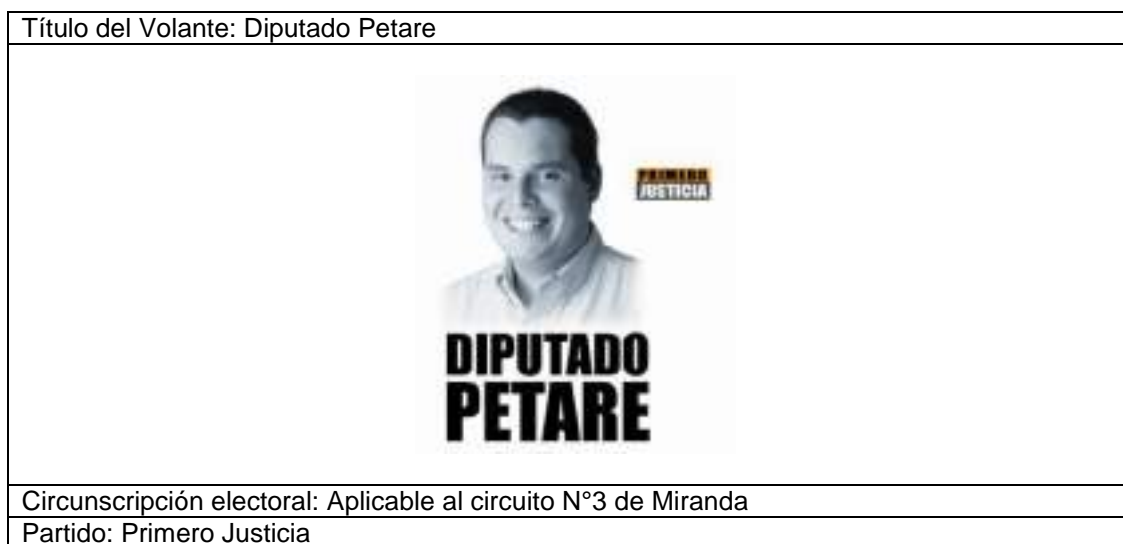 Título del Volante: Diputado Petare
PRIMERO
JUSTICIA
DIPUTADO
PETARE
Circunscripción electoral: Aplicable al circuito N°3 de Miranda
Partido: Primero Justicia